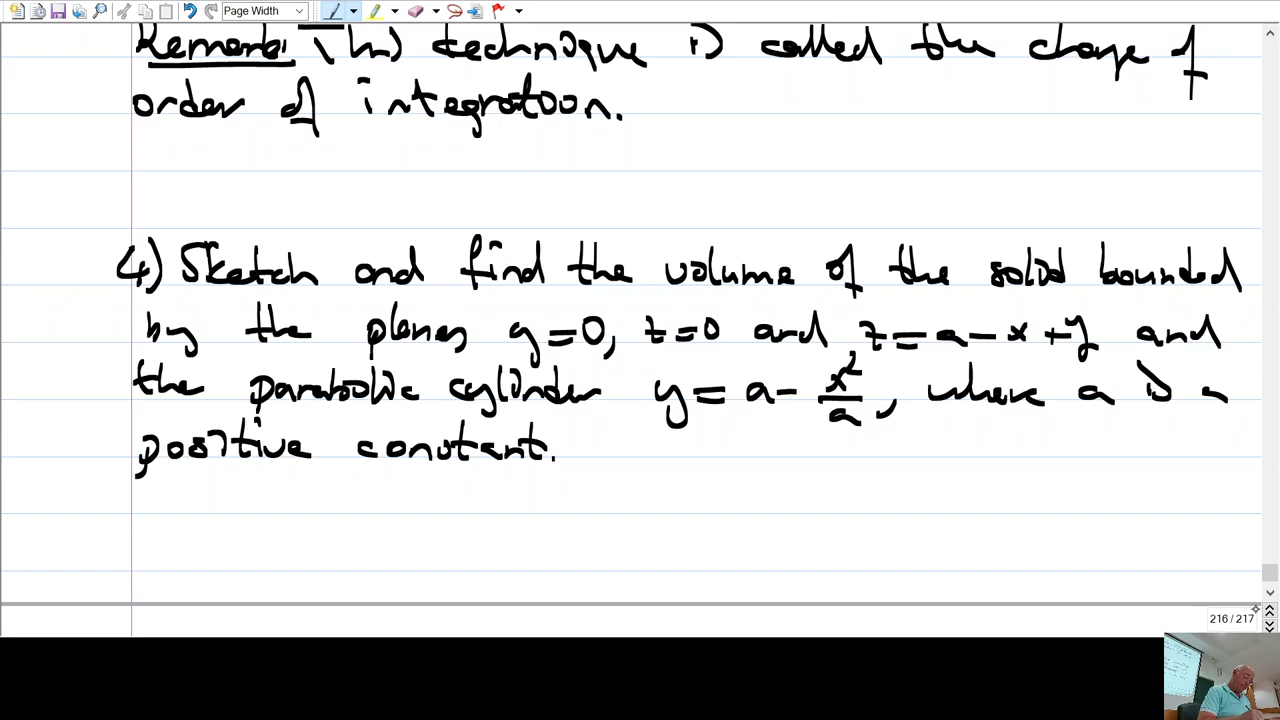 Page Width
Remark: This technique is called the change of
order of integration.
4) Sketch and find the volume of the solid bounded
by the planes y=0, z=0 and z=a-x+y and
the parabolic cylinder y = a - x²/a, where a is a
positive constant.
216 / 217